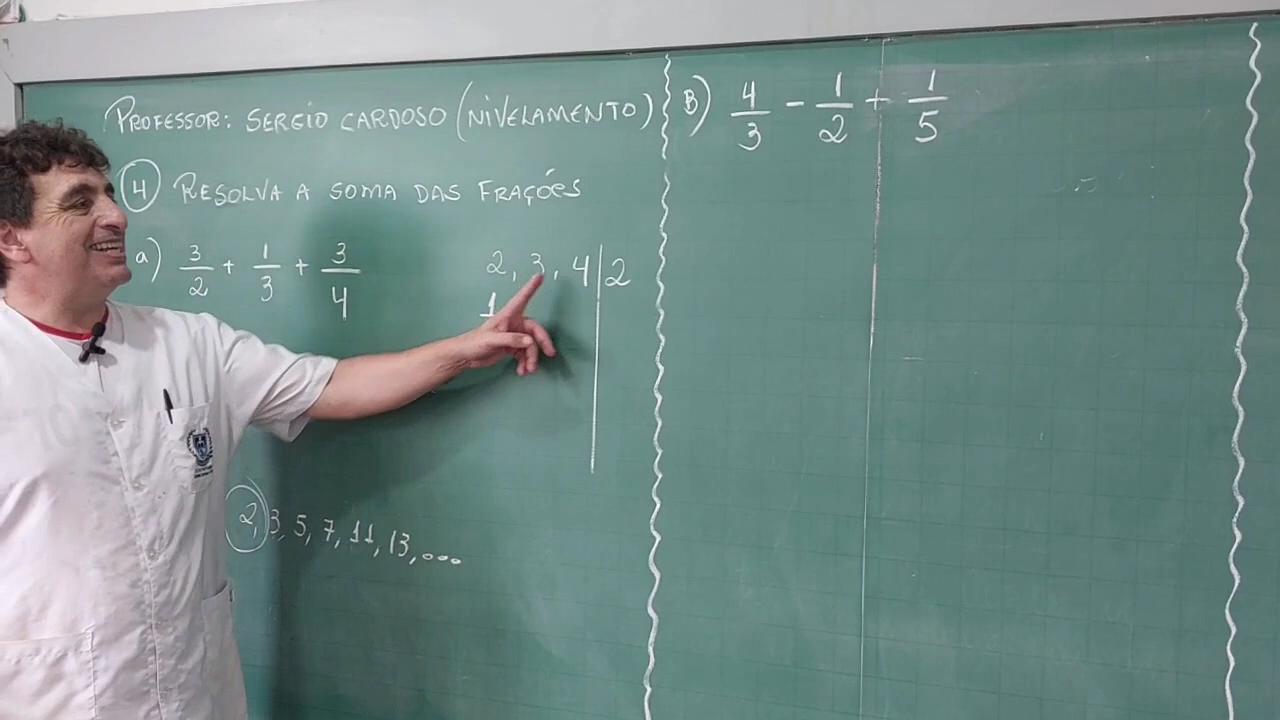 PROFESSOR: SERGIO CARDOSO (NIVELAMENTO)
4 RESOLVA A SOMA DAS FRAÇÕES
a) 3/2 + 1/3 + 3/4
2, 3, 4 | 2
1
2, 3, 5, 7, 11, 13, ...
B) 4/3 - 1/2 + 1/5